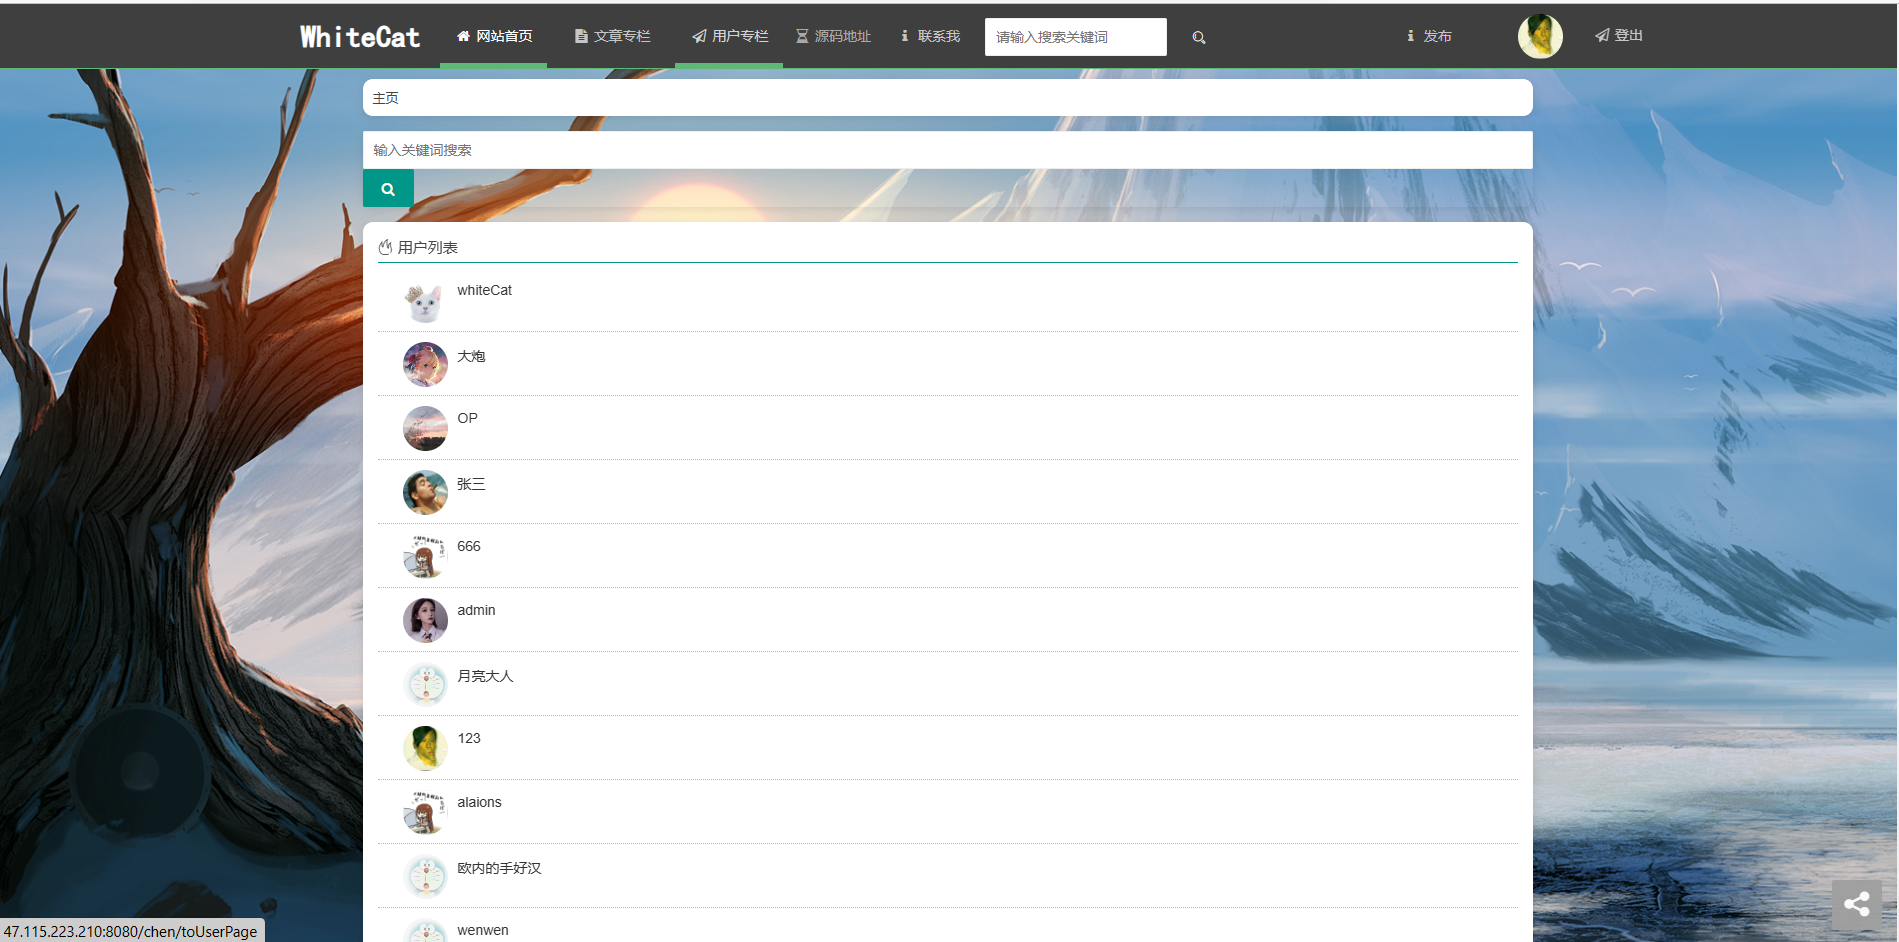 WhiteCat 网站首页 文章专栏 用户专栏 源码地址 联系我 请输入搜索关键词 发布 登出
主页
输入关键词搜索
用户列表
whiteCat
大炮
OP
张三
666
admin
月亮大人
123
alaions
欧内的手好汉
wenwen
47.115.223.210:8080/chen/toUserPage